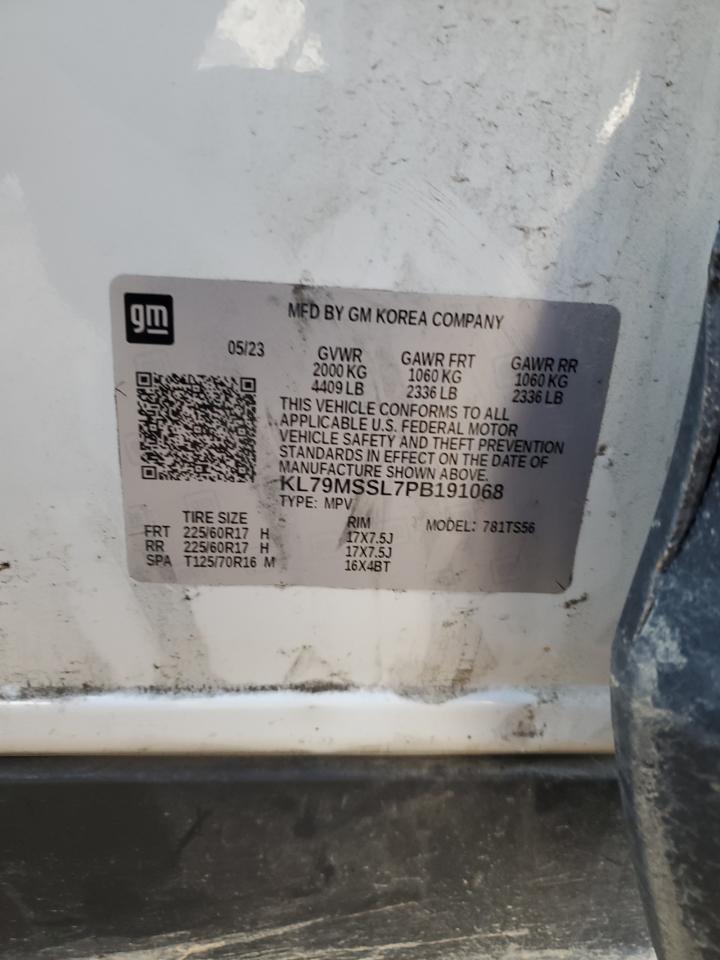 gm
MFD BY GM KOREA COMPANY
05/23 GVWR GAWR FRT GAWR RR
2000 KG 1060 KG 1060 KG
4409 LB 2336 LB 2336 LB
THIS VEHICLE CONFORMS TO ALL
APPLICABLE U.S. FEDERAL MOTOR
VEHICLE SAFETY AND THEFT PREVENTION
STANDARDS IN EFFECT ON THE DATE OF
MANUFACTURE SHOWN ABOVE.
KL79MSSL7PB191068
TYPE: MPV MODEL: 781TS56
TIRE SIZE RIM
FRT 225/60R17 H 17X7.5J
RR 225/60R17 H 17X7.5J
SPA T125/70R16 M 16X4BT